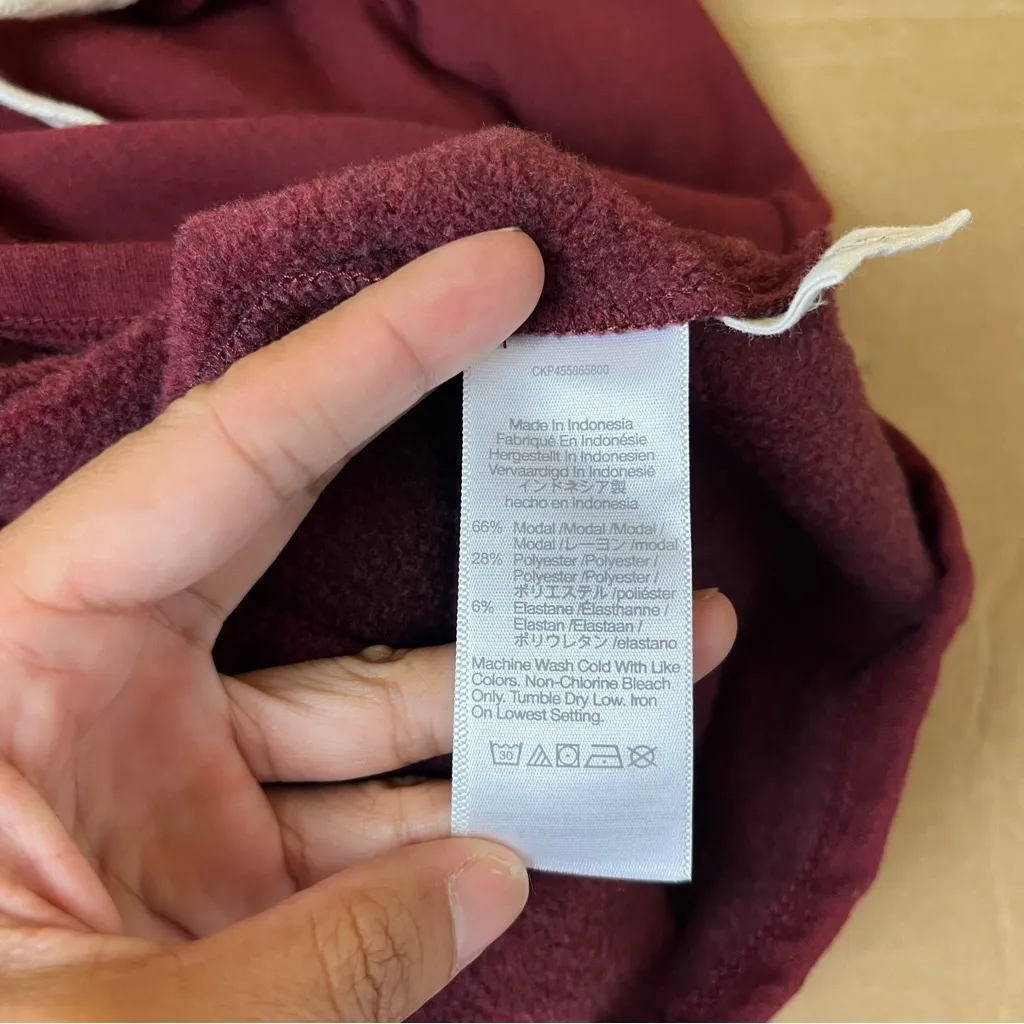 CKP455865800
Made In Indonesia
Fabriqué En Indonésie
Hergestellt In Indonesien
Vervaardigd In Indonesië
インドネシア製
hecho en indonesia
66% Modal /Modal /Modal /
Modal /レーヨン /modal
28% Polyester /Polyester /
Polyester /Polyester /
ポリエステル /poliéster
6% Elastane /Élasthanne /
Elastan /Elastaan /
ポリウレタン /elastano
Machine Wash Cold With Like
Colors. Non-Chlorine Bleach
Only. Tumble Dry Low. Iron
On Lowest Setting.
30